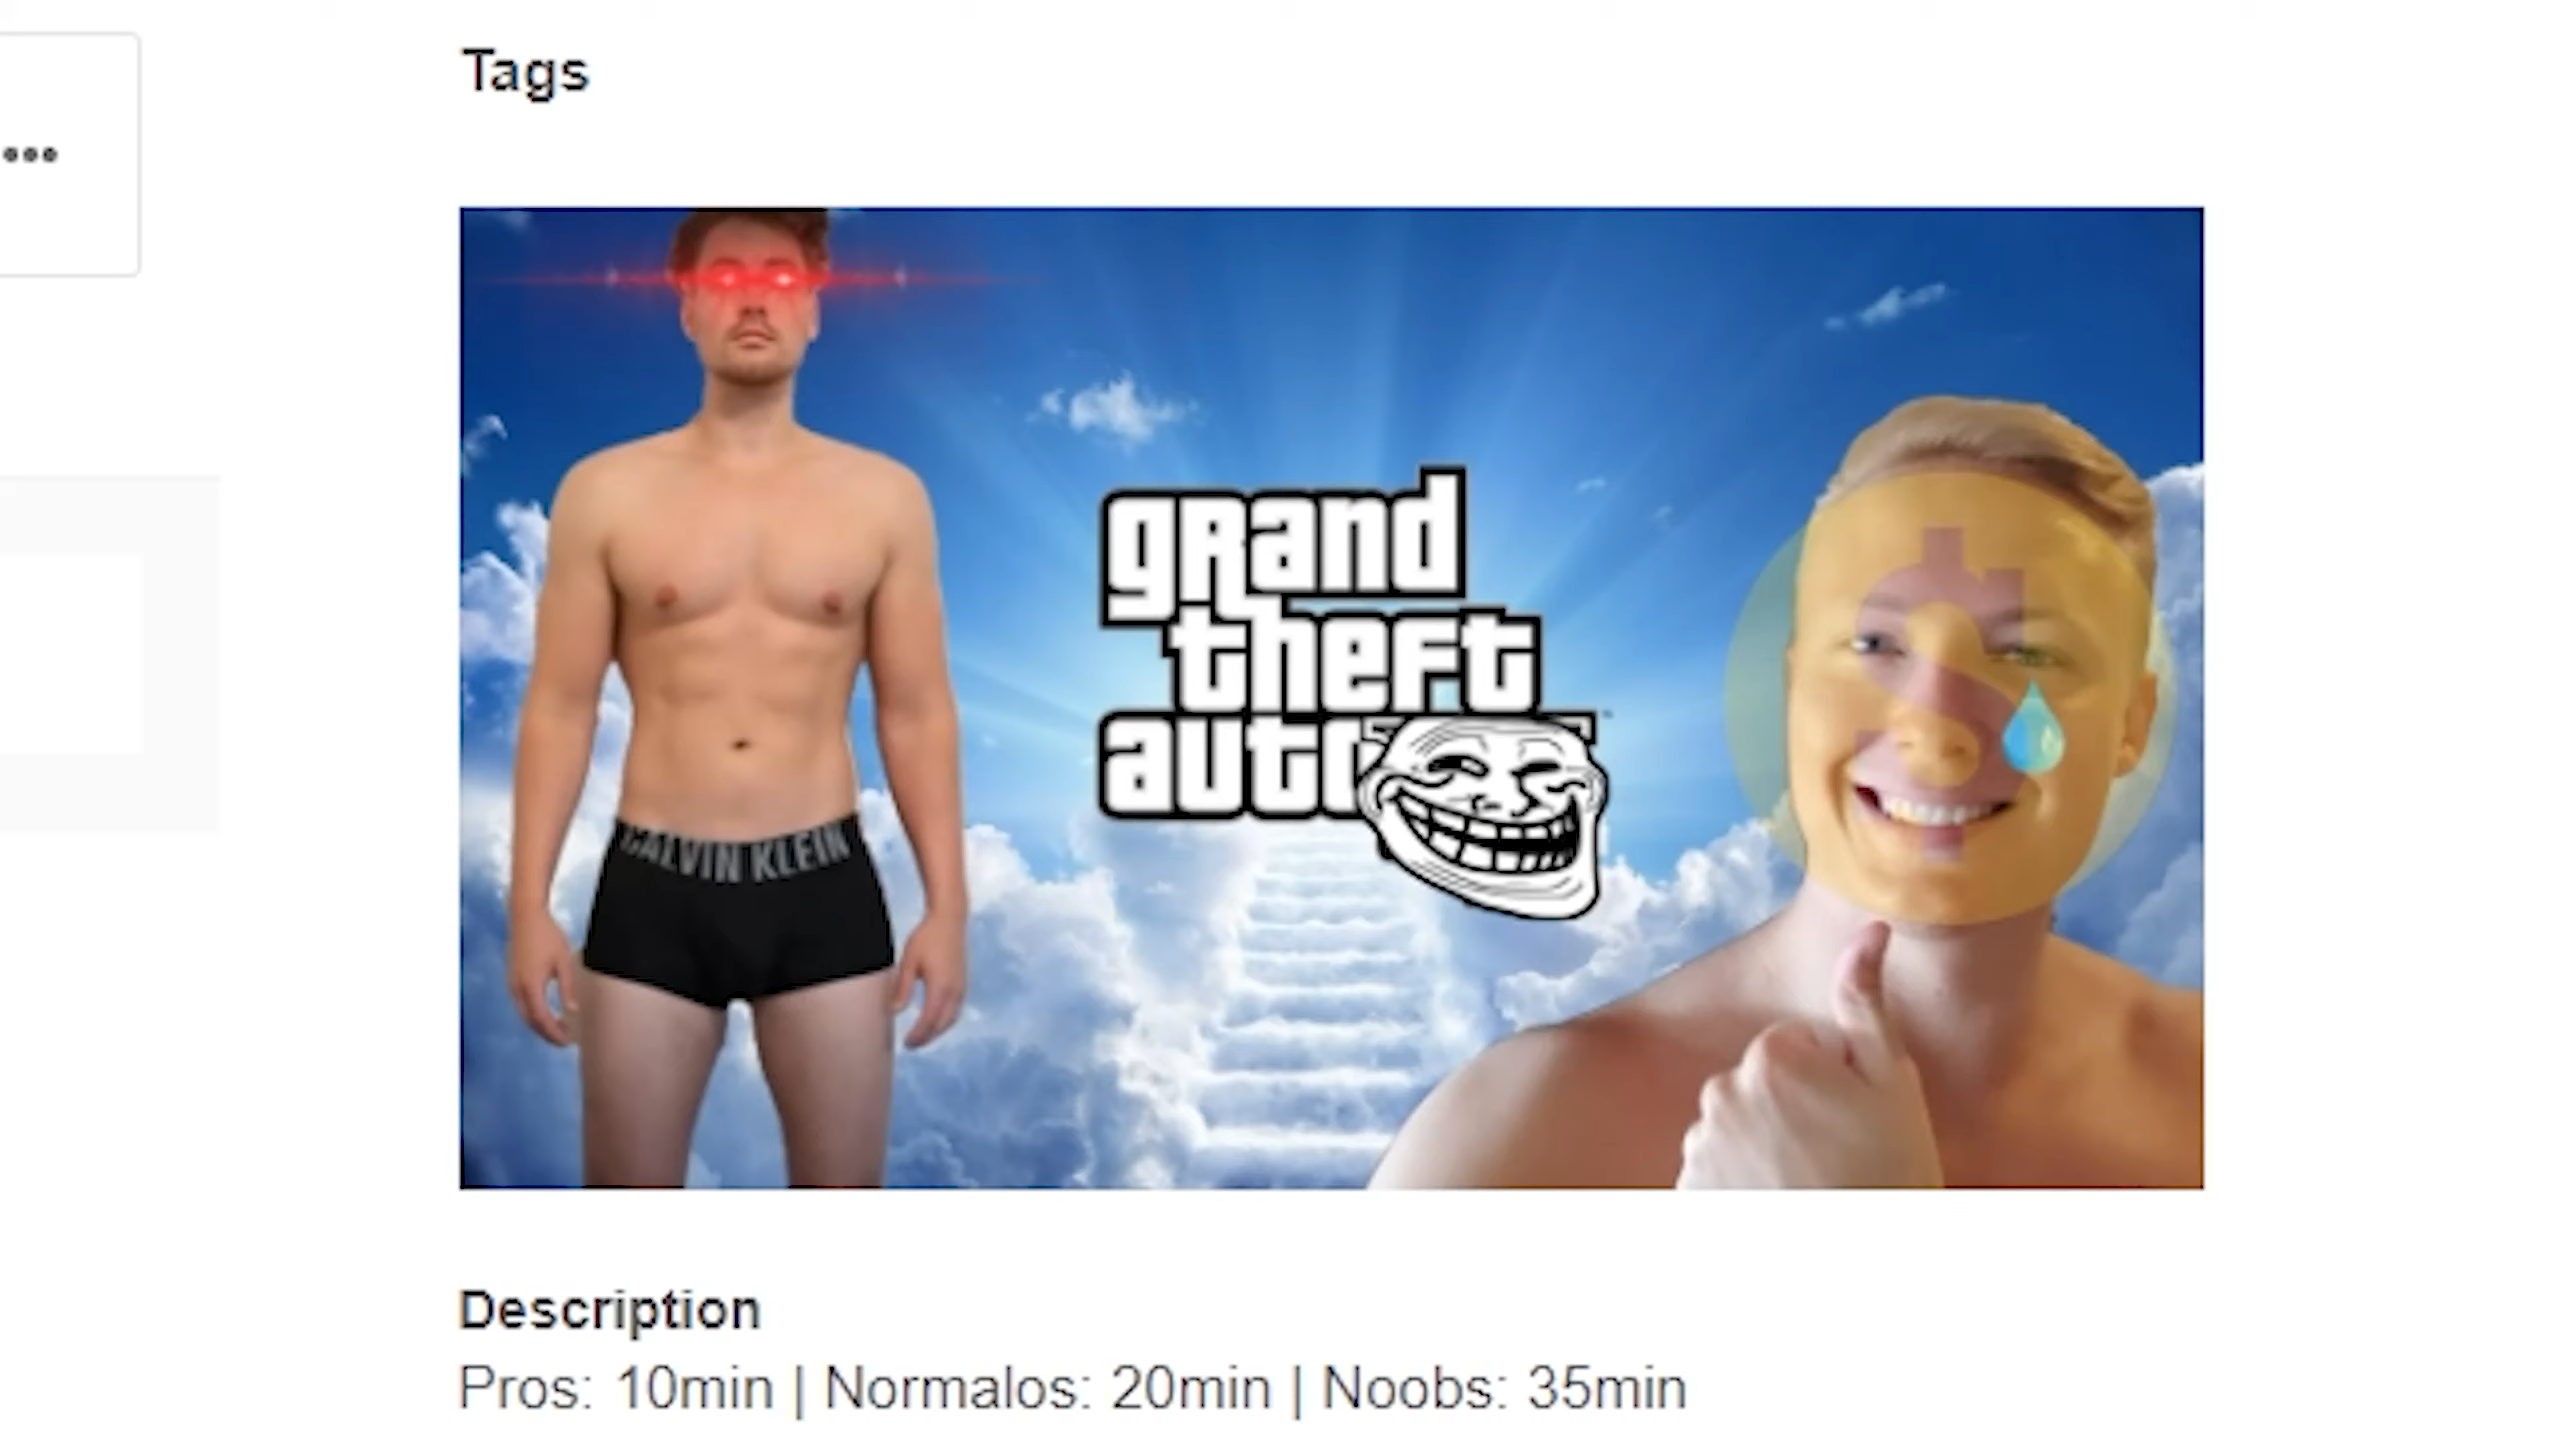 Tags
grand
theft
auto
CALVIN KLEIN
Description
Pros: 10min | Normalos: 20min | Noobs: 35min